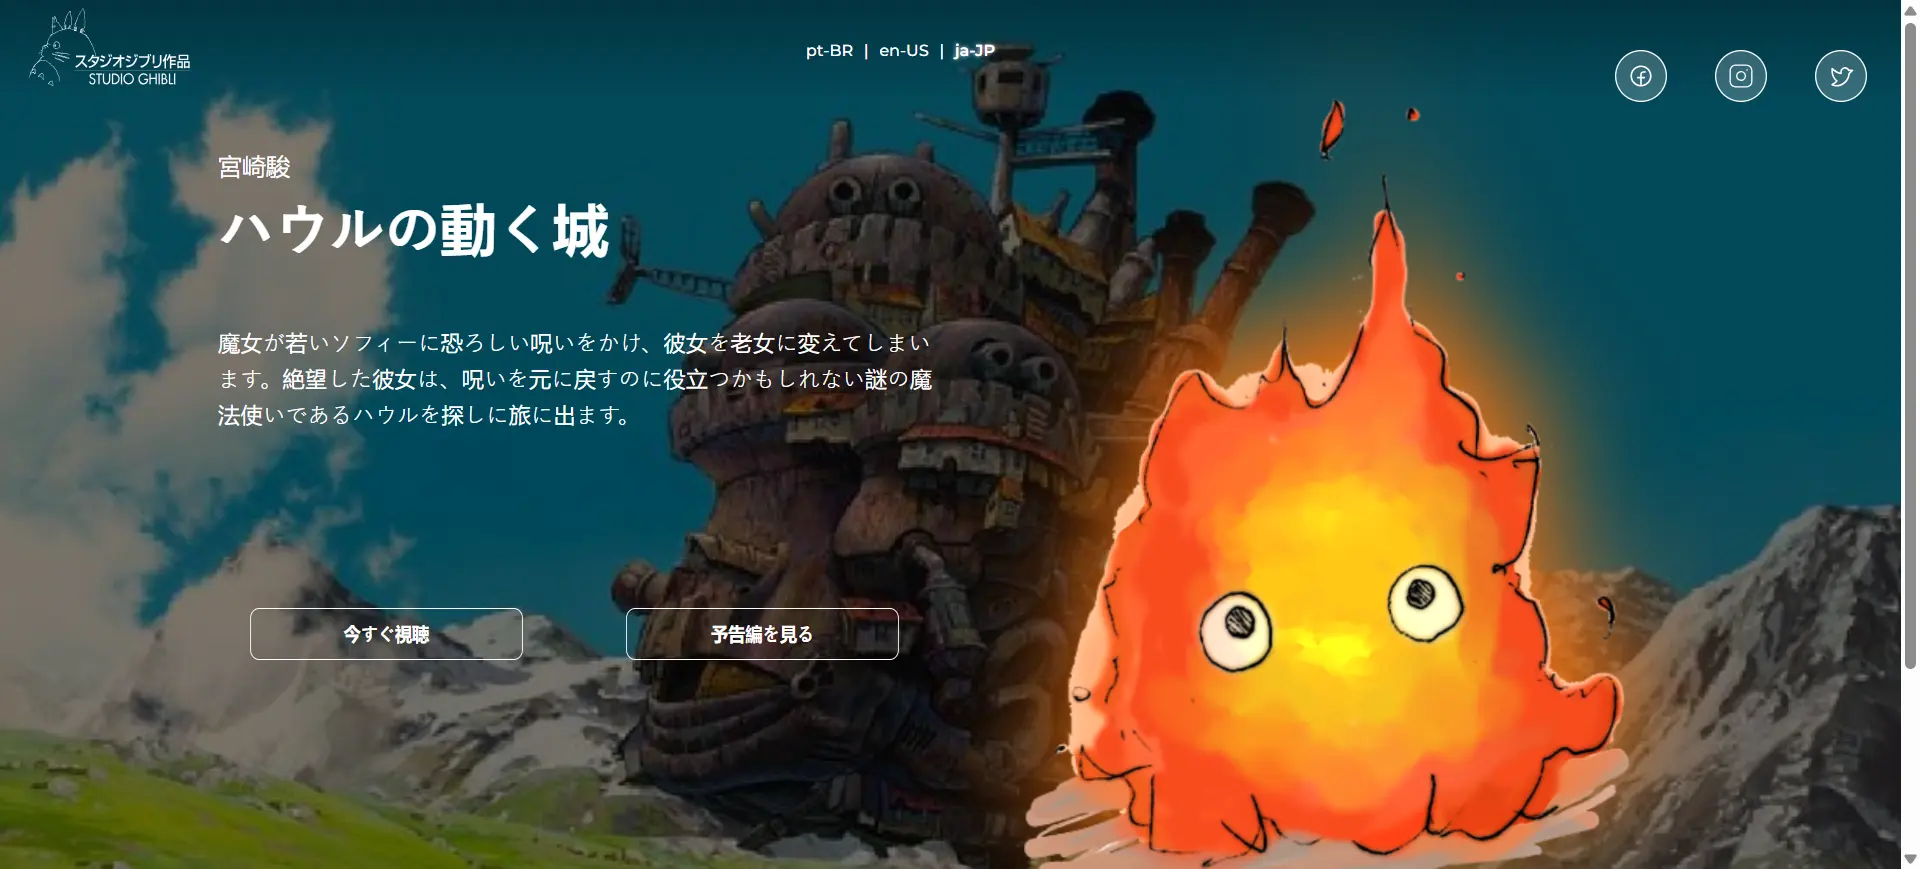 スタジオジブリ作品
STUDIO GHIBLI
pt-BR | en-US | ja-JP
宮崎駿
ハウルの動く城
魔女が若いソフィーに恐ろしい呪いをかけ、彼女を老女に変えてしまい
ます。絶望した彼女は、呪いを元に戻すのに役立つかもしれない謎の魔
法使いであるハウルを探しに旅に出ます。
今すぐ視聴
予告編を見る